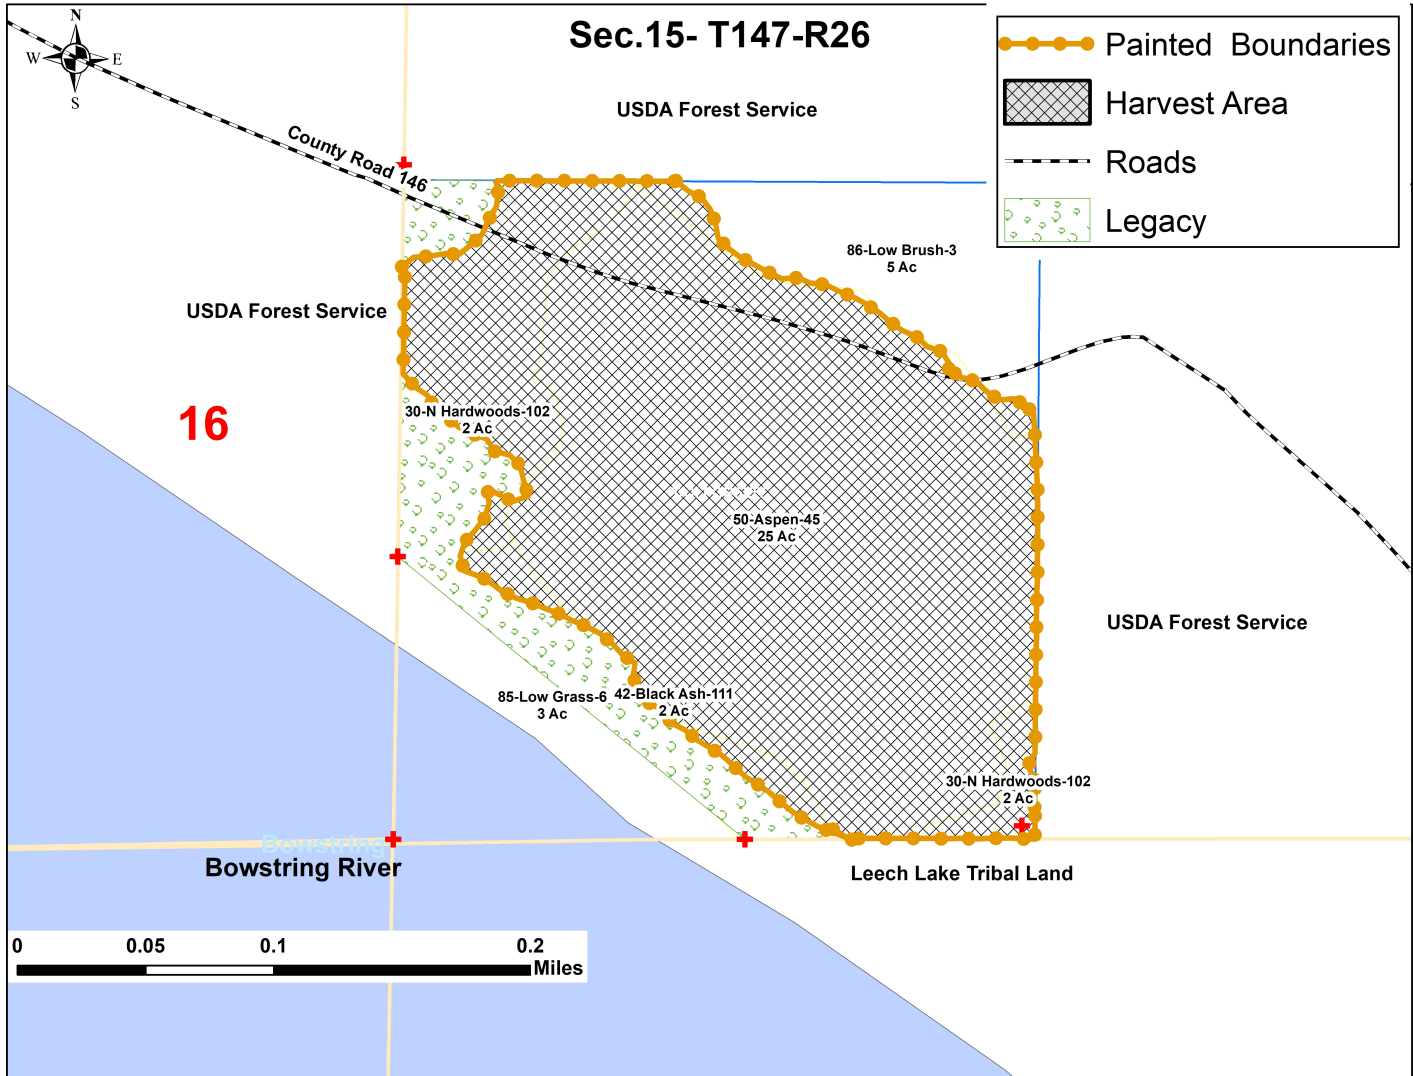 Sec.15- T147-R26
N
W E
S
Painted Boundaries
Harvest Area
Roads
Legacy
USDA Forest Service
County Road 146
86-Low Brush-3
5 Ac
USDA Forest Service
16
30-N Hardwoods-102
2 Ac
50-Aspen-45
25 Ac
USDA Forest Service
85-Low Grass-6
3 Ac
42-Black Ash-111
2 Ac
30-N Hardwoods-102
2 Ac
Bowstring
Bowstring River
Leech Lake Tribal Land
0 0.05 0.1 0.2
Miles